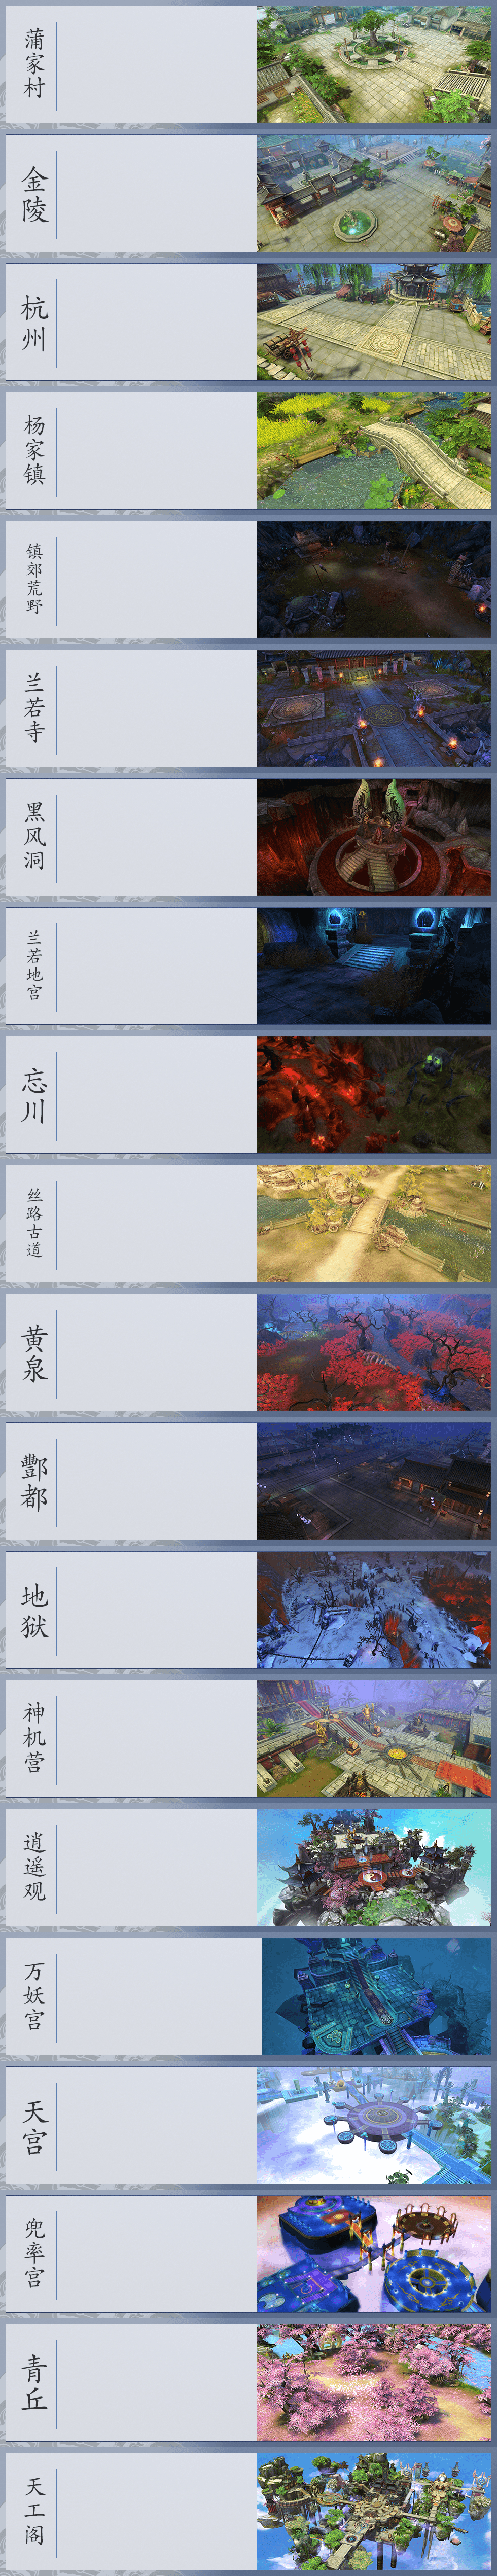 蒲家村
金陵
杭州
杨家镇
镇郊荒野
兰若寺
黑风洞
兰若地宫
忘川
丝路古道
黄泉
酆都
地狱
神机营
逍遥观
万妖宫
天宫
兜率宫
青丘
天工阁